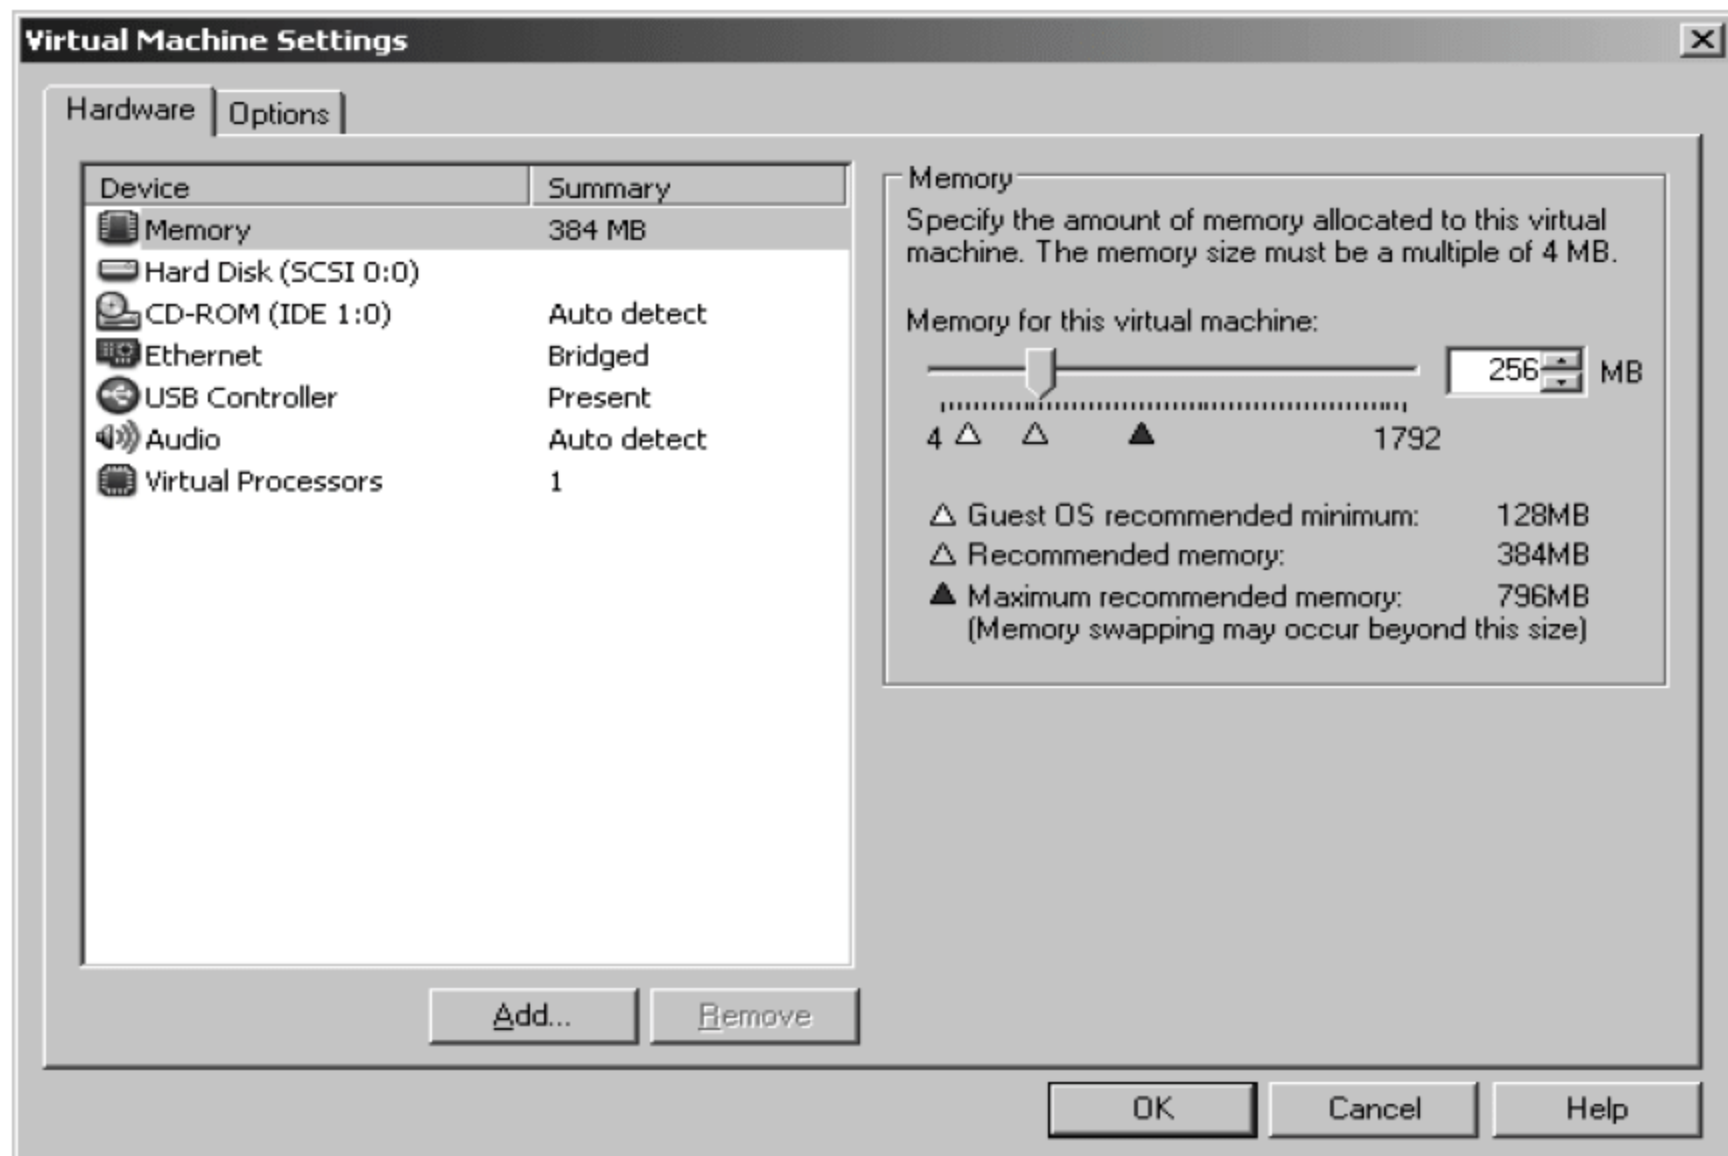 Virtual Machine Settings
Hardware
Options
Device Summary
Memory 384 MB
Hard Disk (SCSI 0:0)
CD-ROM (IDE 1:0) Auto detect
Ethernet Bridged
USB Controller Present
Audio Auto detect
Virtual Processors 1
Add...
Remove
Memory
Specify the amount of memory allocated to this virtual
machine. The memory size must be a multiple of 4 MB.
Memory for this virtual machine:
256 MB
4 1792
Guest OS recommended minimum: 128MB
Recommended memory: 384MB
Maximum recommended memory: 796MB
(Memory swapping may occur beyond this size)
OK
Cancel
Help